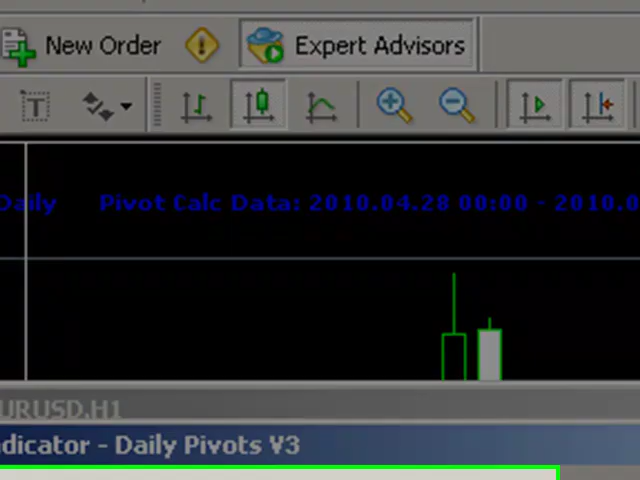 New Order Expert Advisors
T
Daily Pivot Calc Data: 2010.04.28 00:00 - 2010.0
URUSD.H1
ndicator - Daily Pivots V3